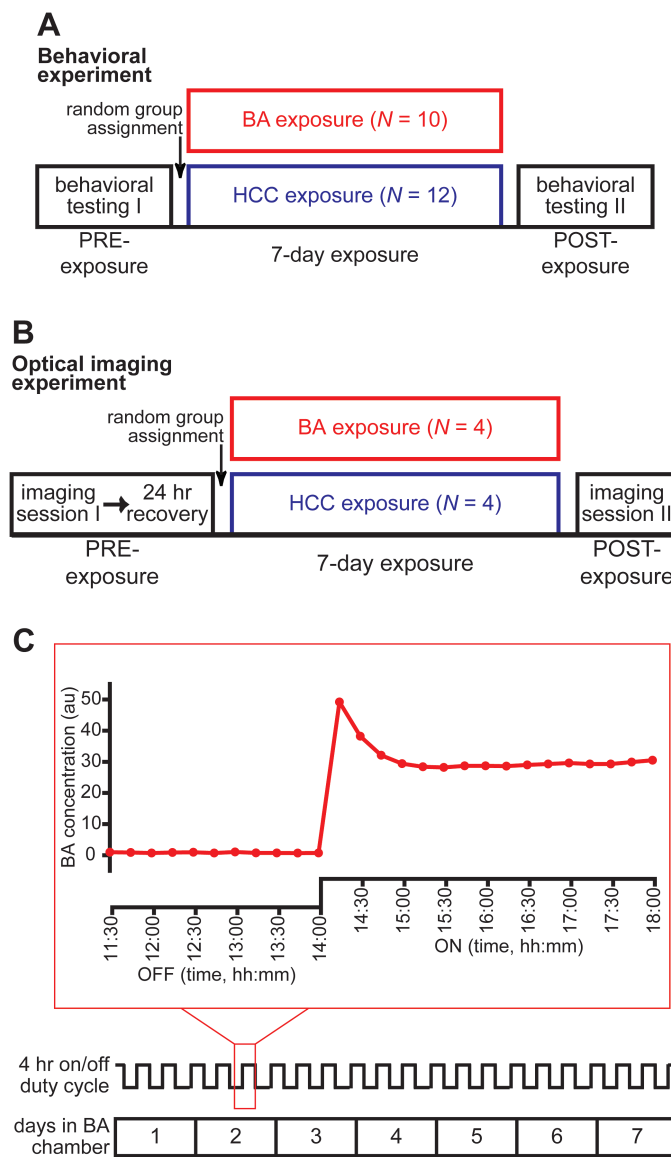 A
Behavioral
experiment
random group
assignment
BA exposure (N = 10)
behavioral
testing I
HCC exposure (N = 12)
behavioral
testing II
PRE-
exposure
7-day exposure
POST-
exposure
B
Optical imaging
experiment
random group
assignment
BA exposure (N = 4)
imaging
session I
24 hr
recovery
HCC exposure (N = 4)
imaging
session II
PRE-
exposure
7-day exposure
POST-
exposure
C
BA concentration (au)
50
40
30
20
10
0
11:30
12:00
12:30
13:00
13:30
14:00
14:30
15:00
15:30
16:00
16:30
17:00
17:30
18:00
OFF (time, hh:mm)
ON (time, hh:mm)
4 hr on/off
duty cycle
days in BA
chamber
1 2 3 4 5 6 7